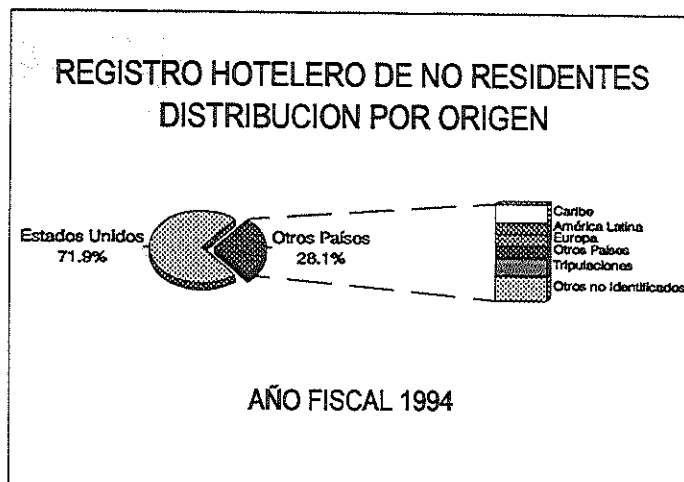 REGISTRO HOTELERO DE NO RESIDENTES
DISTRIBUCION POR ORIGEN
Estados Unidos
71.9%
Otros Países
28.1%
Caribe
América Latina
Europa
Otros Países
Tripulaciones
Otros no identificados
AÑO FISCAL 1994